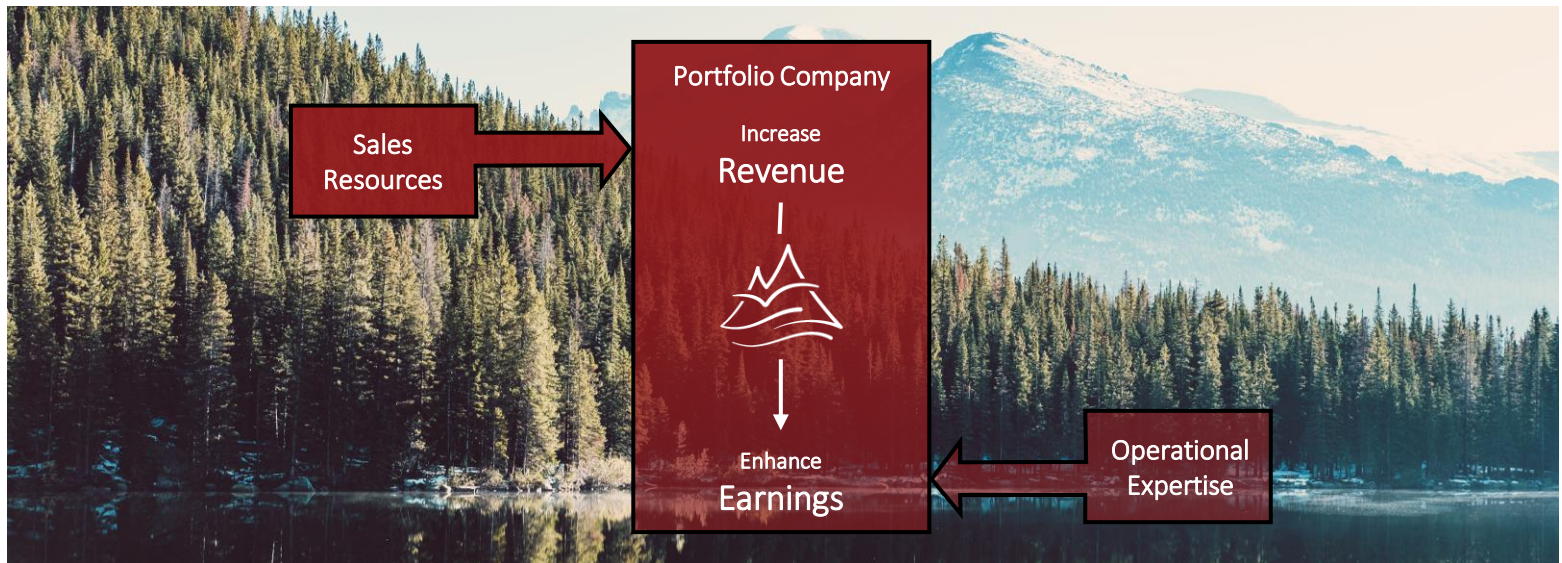 Portfolio Company
Sales
Resources
Increase
Revenue
Enhance
Earnings
Operational
Expertise